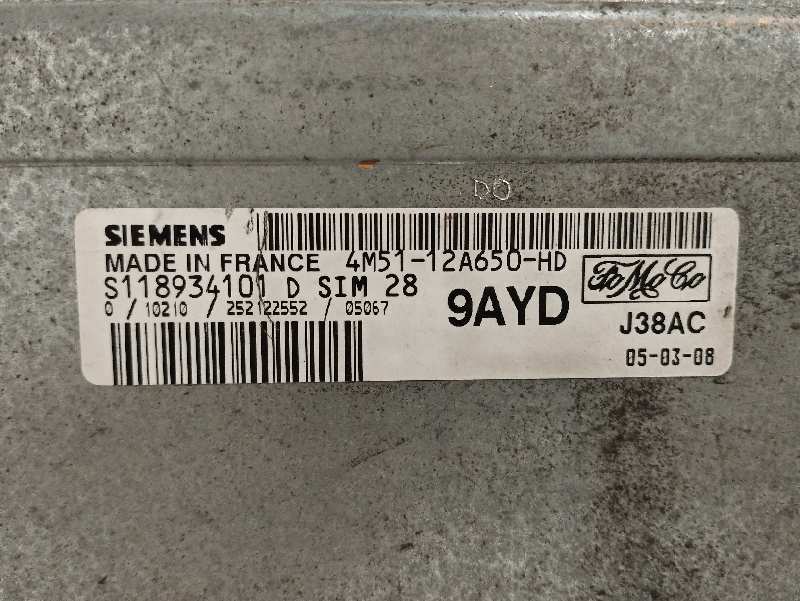 DO
SIEMENS
MADE IN FRANCE 4M51-12A650-HD
S118934101 D SIM 28
0 / 10210 / 252122552 / 05067
9AYD
FoMoCo
J38AC
05-03-08